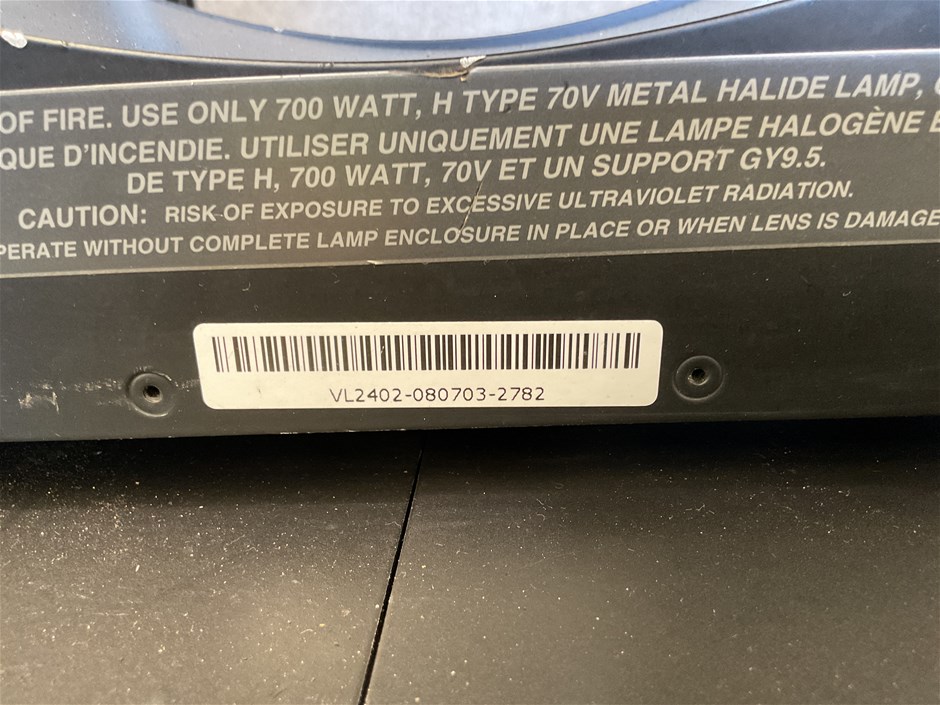 OF FIRE. USE ONLY 700 WATT, H TYPE 70V METAL HALIDE LAMP,
QUE D'INCENDIE. UTILISER UNIQUEMENT UNE LAMPE HALOGÈNE
DE TYPE H, 700 WATT, 70V ET UN SUPPORT GY9.5.
CAUTION: RISK OF EXPOSURE TO EXCESSIVE ULTRAVIOLET RADIATION.
PERATE WITHOUT COMPLETE LAMP ENCLOSURE IN PLACE OR WHEN LENS IS DAMAGE
VL2402-080703-2782